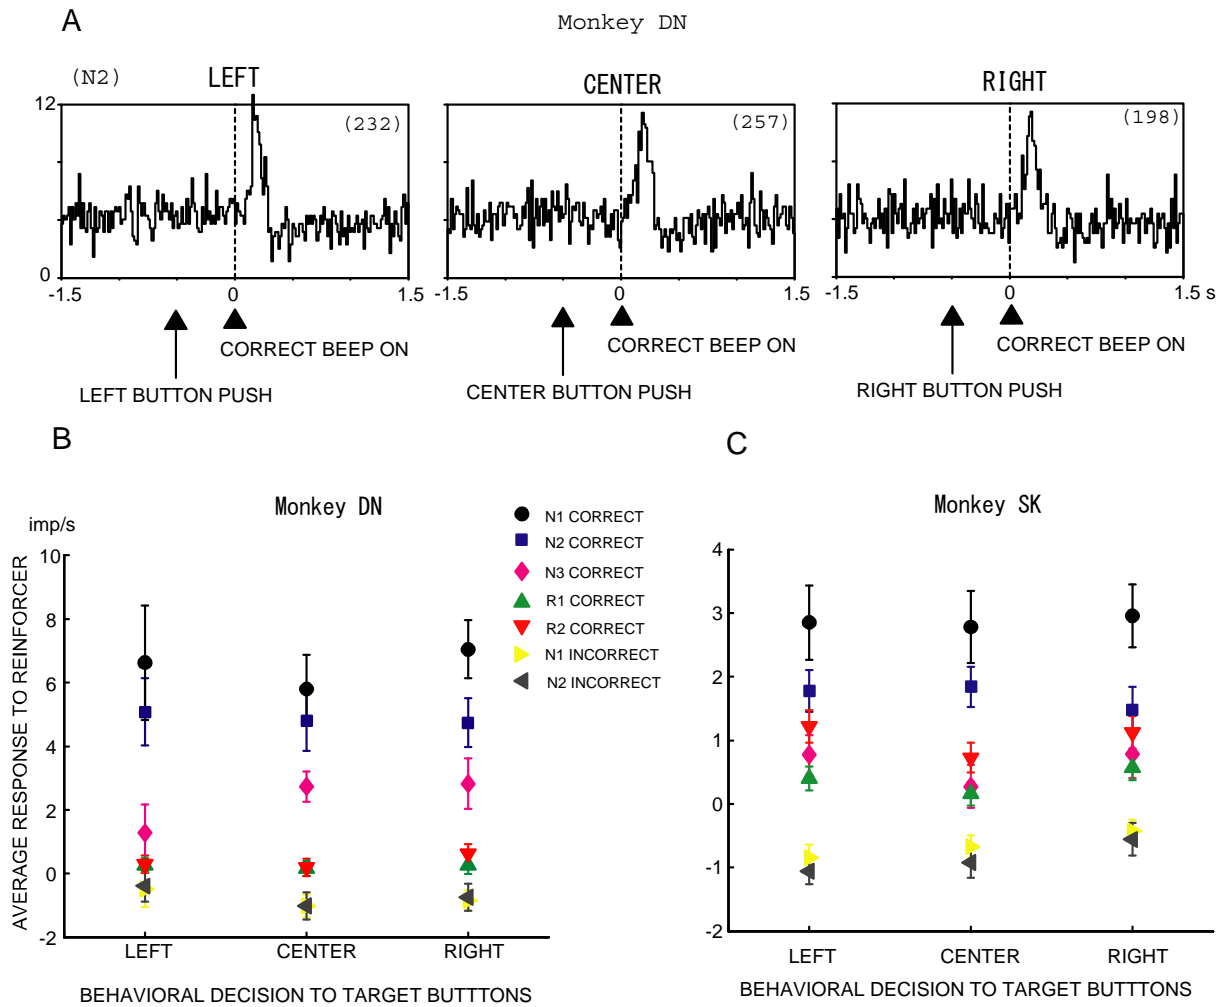 A
Monkey DN
(N2)
LEFT
CENTER
RIGHT
12
(232)
(257)
(198)
0
-1.5
0
1.5
-1.5
0
1.5
-1.5
0
1.5 s
CORRECT BEEP ON
CORRECT BEEP ON
CORRECT BEEP ON
LEFT BUTTON PUSH
CENTER BUTTON PUSH
RIGHT BUTTON PUSH
B
Monkey DN
imp/s
AVERAGE RESPONSE TO REINFORCER
10
8
6
4
2
0
-2
LEFT
CENTER
RIGHT
BEHAVIORAL DECISION TO TARGET BUTTTONS
N1 CORRECT
N2 CORRECT
N3 CORRECT
R1 CORRECT
R2 CORRECT
N1 INCORRECT
N2 INCORRECT
C
Monkey SK
4
3
2
1
0
-1
-2
LEFT
CENTER
RIGHT
BEHAVIORAL DECISION TO TARGET BUTTTONS